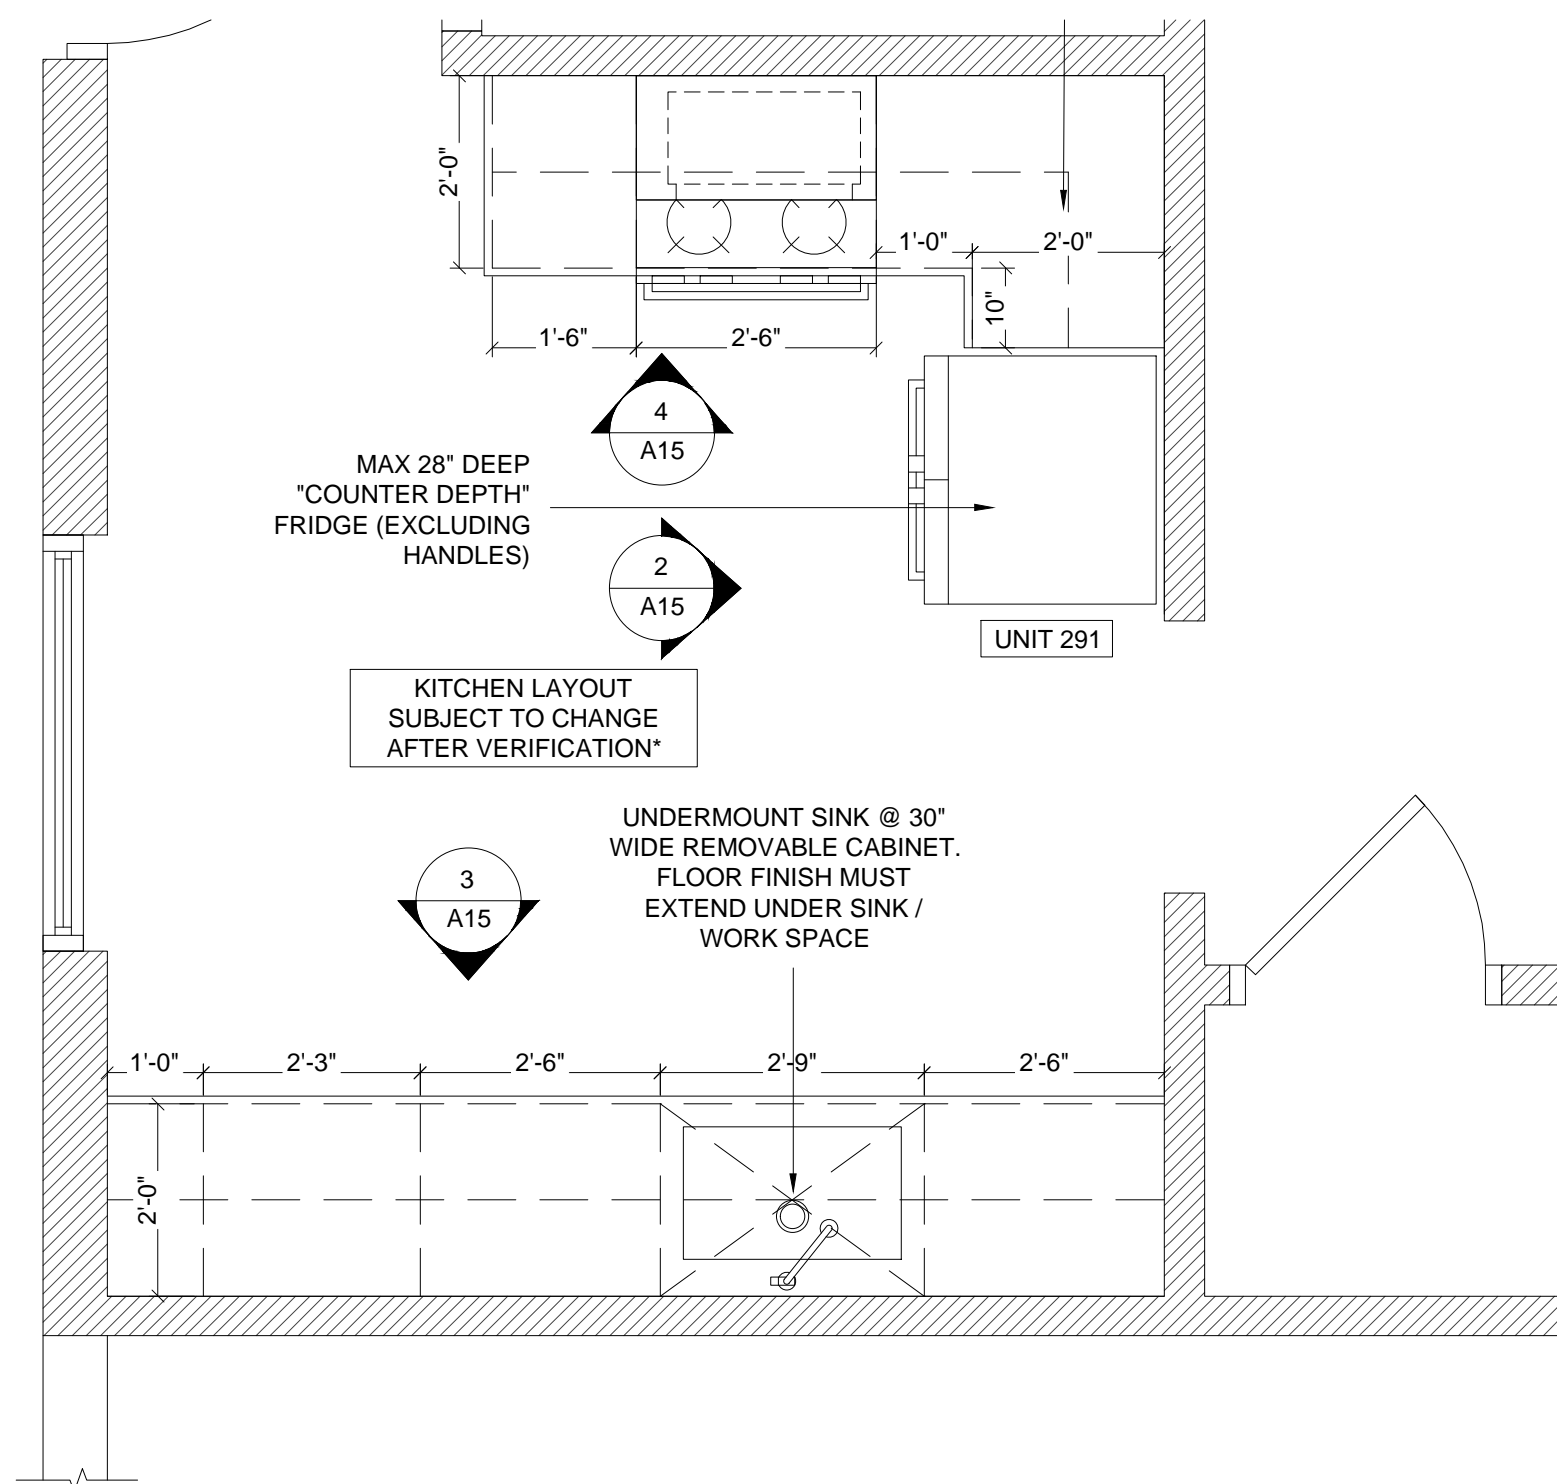 2'-0"
1'-0"
2'-0"
10"
1'-6"
2'-6"
4
A15
MAX 28" DEEP
"COUNTER DEPTH"
FRIDGE (EXCLUDING
HANDLES)
2
A15
UNIT 291
KITCHEN LAYOUT
SUBJECT TO CHANGE
AFTER VERIFICATION*
UNDERMOUNT SINK @ 30"
WIDE REMOVABLE CABINET.
FLOOR FINISH MUST
EXTEND UNDER SINK /
WORK SPACE
3
A15
1'-0"
2'-3"
2'-6"
2'-9"
2'-6"
2'-0"